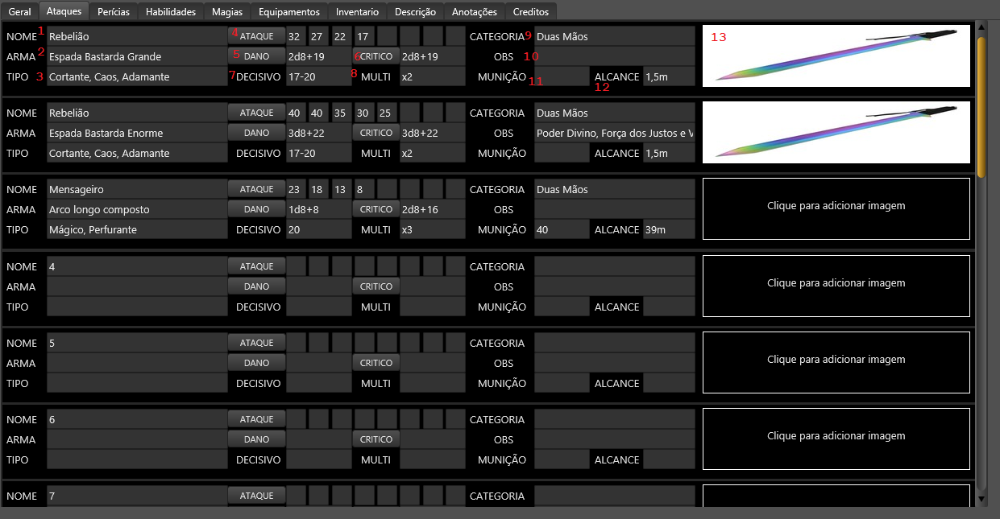 Geral Ataques Perícias Habilidades Magias Equipamentos Inventario Descrição Anotações Creditos
NOME 1 Rebelião 4 ATAQUE 32 27 22 17 CATEGORIA 9 Duas Mãos 13
ARMA 2 Espada Bastarda Grande 5 DANO 2d8+19 6 CRITICO 2d8+19 OBS 10
TIPO 3 Cortante, Caos, Adamante 7 DECISIVO 17-20 8 MULTI x2 MUNIÇÃO 11 ALCANCE 12 1,5m
NOME Rebelião ATAQUE 40 40 35 30 25 CATEGORIA Duas Mãos
ARMA Espada Bastarda Enorme DANO 3d8+22 CRITICO 3d8+22 OBS Poder Divino, Força dos Justos e V
TIPO Cortante, Caos, Adamante DECISIVO 17-20 MULTI x2 MUNIÇÃO ALCANCE 1,5m
NOME Mensageiro ATAQUE 23 18 13 8 CATEGORIA Duas Mãos
ARMA Arco longo composto DANO 1d8+8 CRITICO 2d8+16 OBS Clique para adicionar imagem
TIPO Mágico, Perfurante DECISIVO 20 MULTI x3 MUNIÇÃO 40 ALCANCE 39m
NOME 4 ATAQUE CATEGORIA
ARMA DANO CRITICO OBS Clique para adicionar imagem
TIPO DECISIVO MULTI MUNIÇÃO ALCANCE
NOME 5 ATAQUE CATEGORIA
ARMA DANO CRITICO OBS Clique para adicionar imagem
TIPO DECISIVO MULTI MUNIÇÃO ALCANCE
NOME 6 ATAQUE CATEGORIA
ARMA DANO CRITICO OBS Clique para adicionar imagem
TIPO DECISIVO MULTI MUNIÇÃO ALCANCE
NOME 7 ATAQUE CATEGORIA